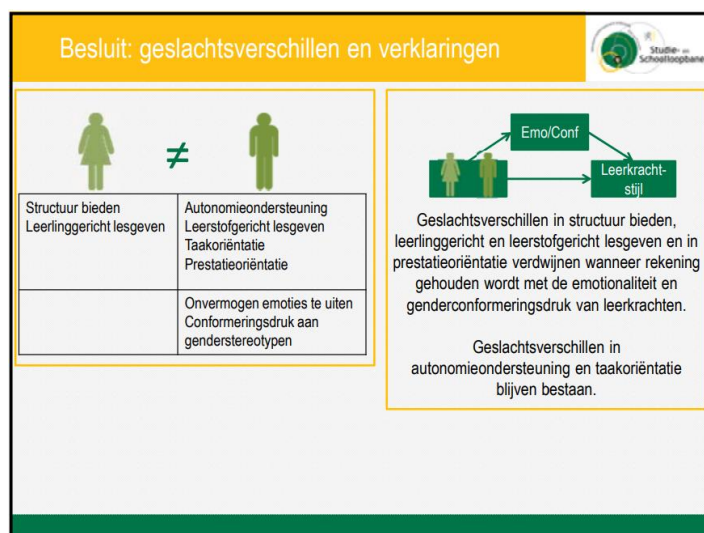 Besluit: geslachtsverschillen en verklaringen
Studie- en
Schoolloopbane
≠
Structuur bieden
Leerlinggericht lesgeven
Autonomieondersteuning
Leerstofgericht lesgeven
Taakoriëntatie
Prestatieoriëntatie
Onvermogen emoties te uiten
Conformeringsdruk aan
genderstereotypen
Emo/Conf
Leerkracht-
stijl
Geslachtsverschillen in structuur bieden,
leerlinggericht en leerstofgericht lesgeven en in
prestatieoriëntatie verdwijnen wanneer rekening
gehouden wordt met de emotionaliteit en
genderconformeringsdruk van leerkrachten.
Geslachtsverschillen in
autonomieondersteuning en taakoriëntatie
blijven bestaan.